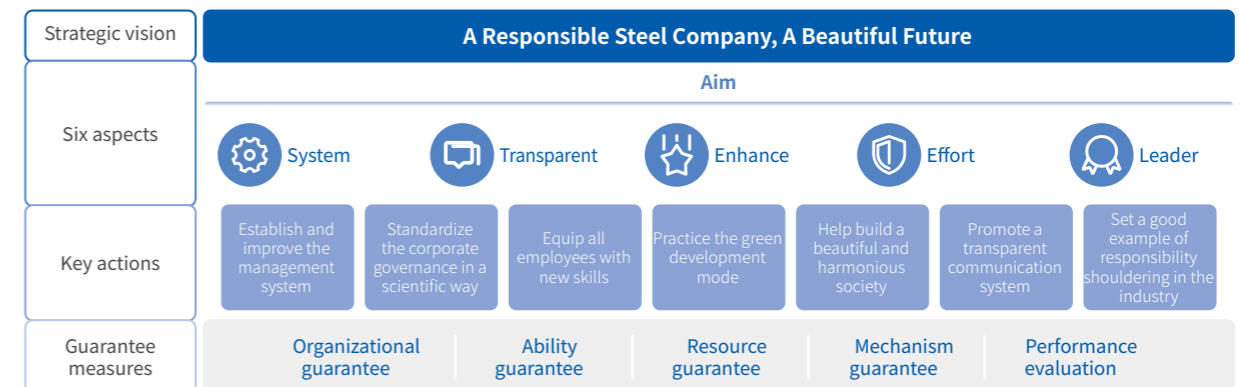 Strategic vision
A Responsible Steel Company, A Beautiful Future
Six aspects
Aim
System
Transparent
Enhance
Effort
Leader
Key actions
Establish and
improve the
management
system
Standardize
the corporate
governance in a
scientific way
Equip all
employees with
new skills
Practice the green
development
mode
Help build a
beautiful and
harmonious
society
Promote a
transparent
communication
system
Set a good
example of
responsibility
shouldering in the
industry
Guarantee
measures
Organizational
guarantee
Ability
guarantee
Resource
guarantee
Mechanism
guarantee
Performance
evaluation